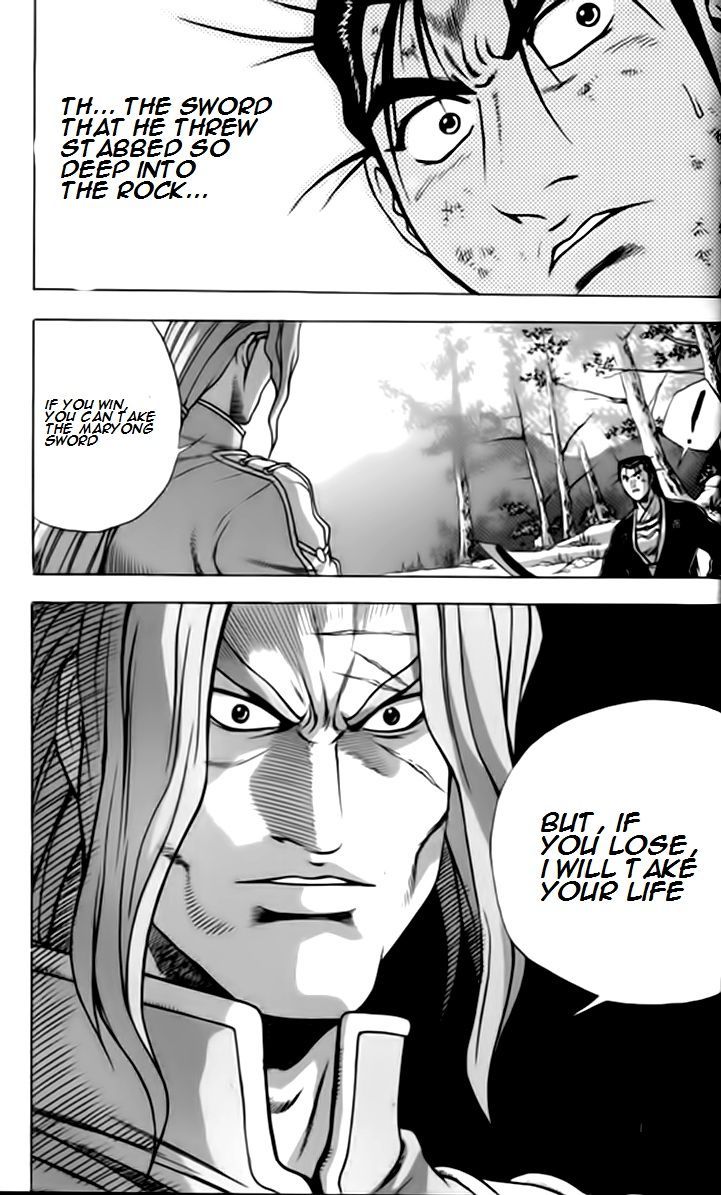 TH... THE SWORD
THAT HE THREW
STABBED SO
DEEP INTO
THE ROCK...
IF YOU WIN,
YOU CAN TAKE
THE MARYONG
SWORD
!
BUT, IF
YOU LOSE,
I WILL TAKE
YOUR LIFE